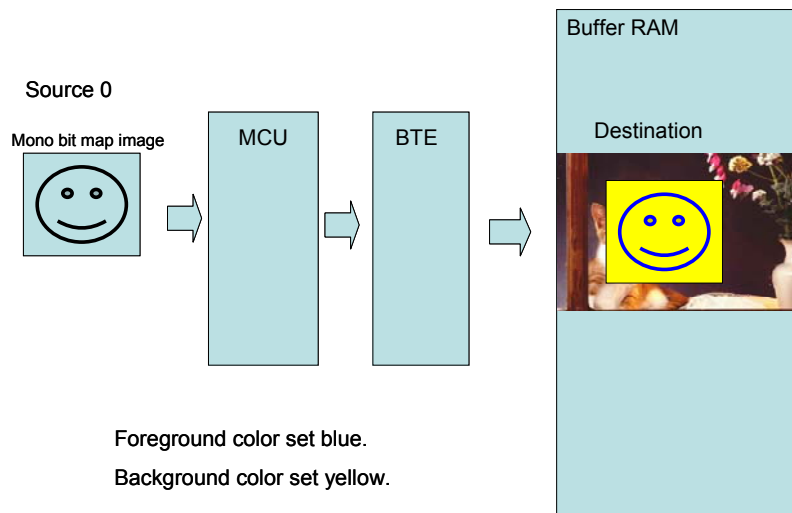 Buffer RAM
Source 0
Mono bit map image
MCU
BTE
Destination
Foreground color set blue.
Background color set yellow.